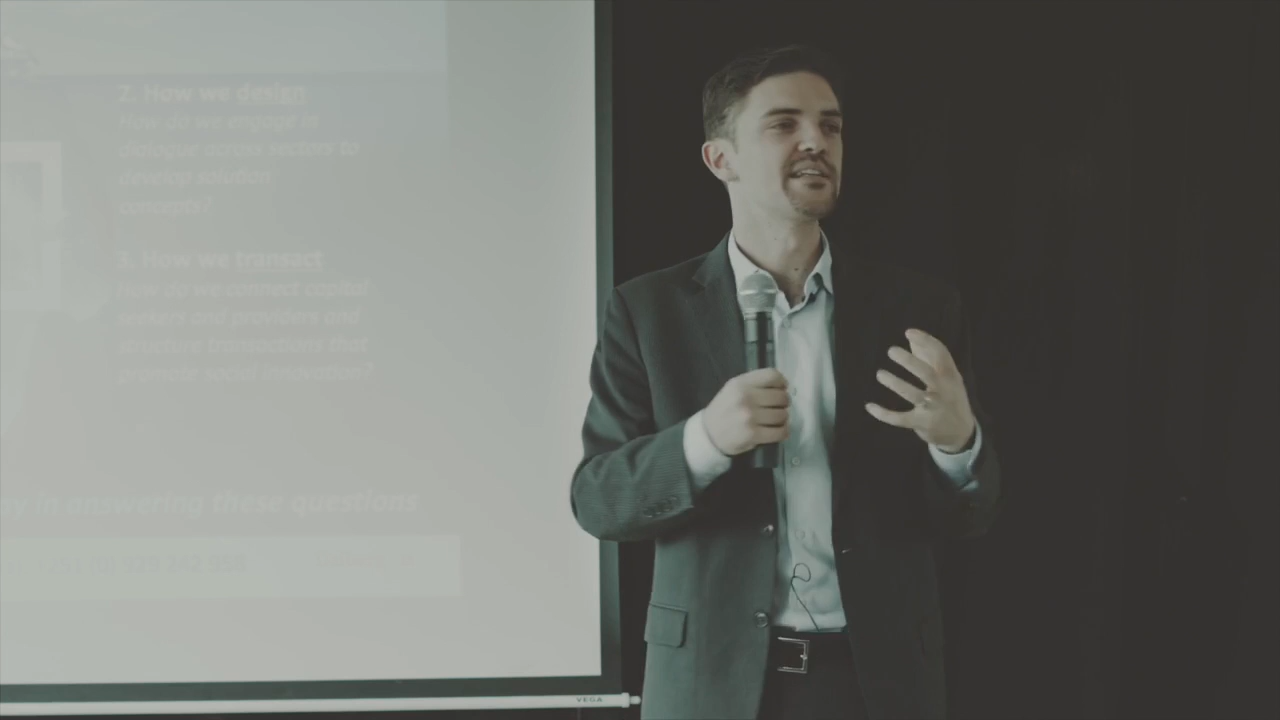 2. How we design
How do we engage in
dialogue across sectors to
develop solution
concepts?
3. How we transact
How do we connect capital
seekers and providers and
structure transactions that
promote social innovation?
in answering these questions
VEGA